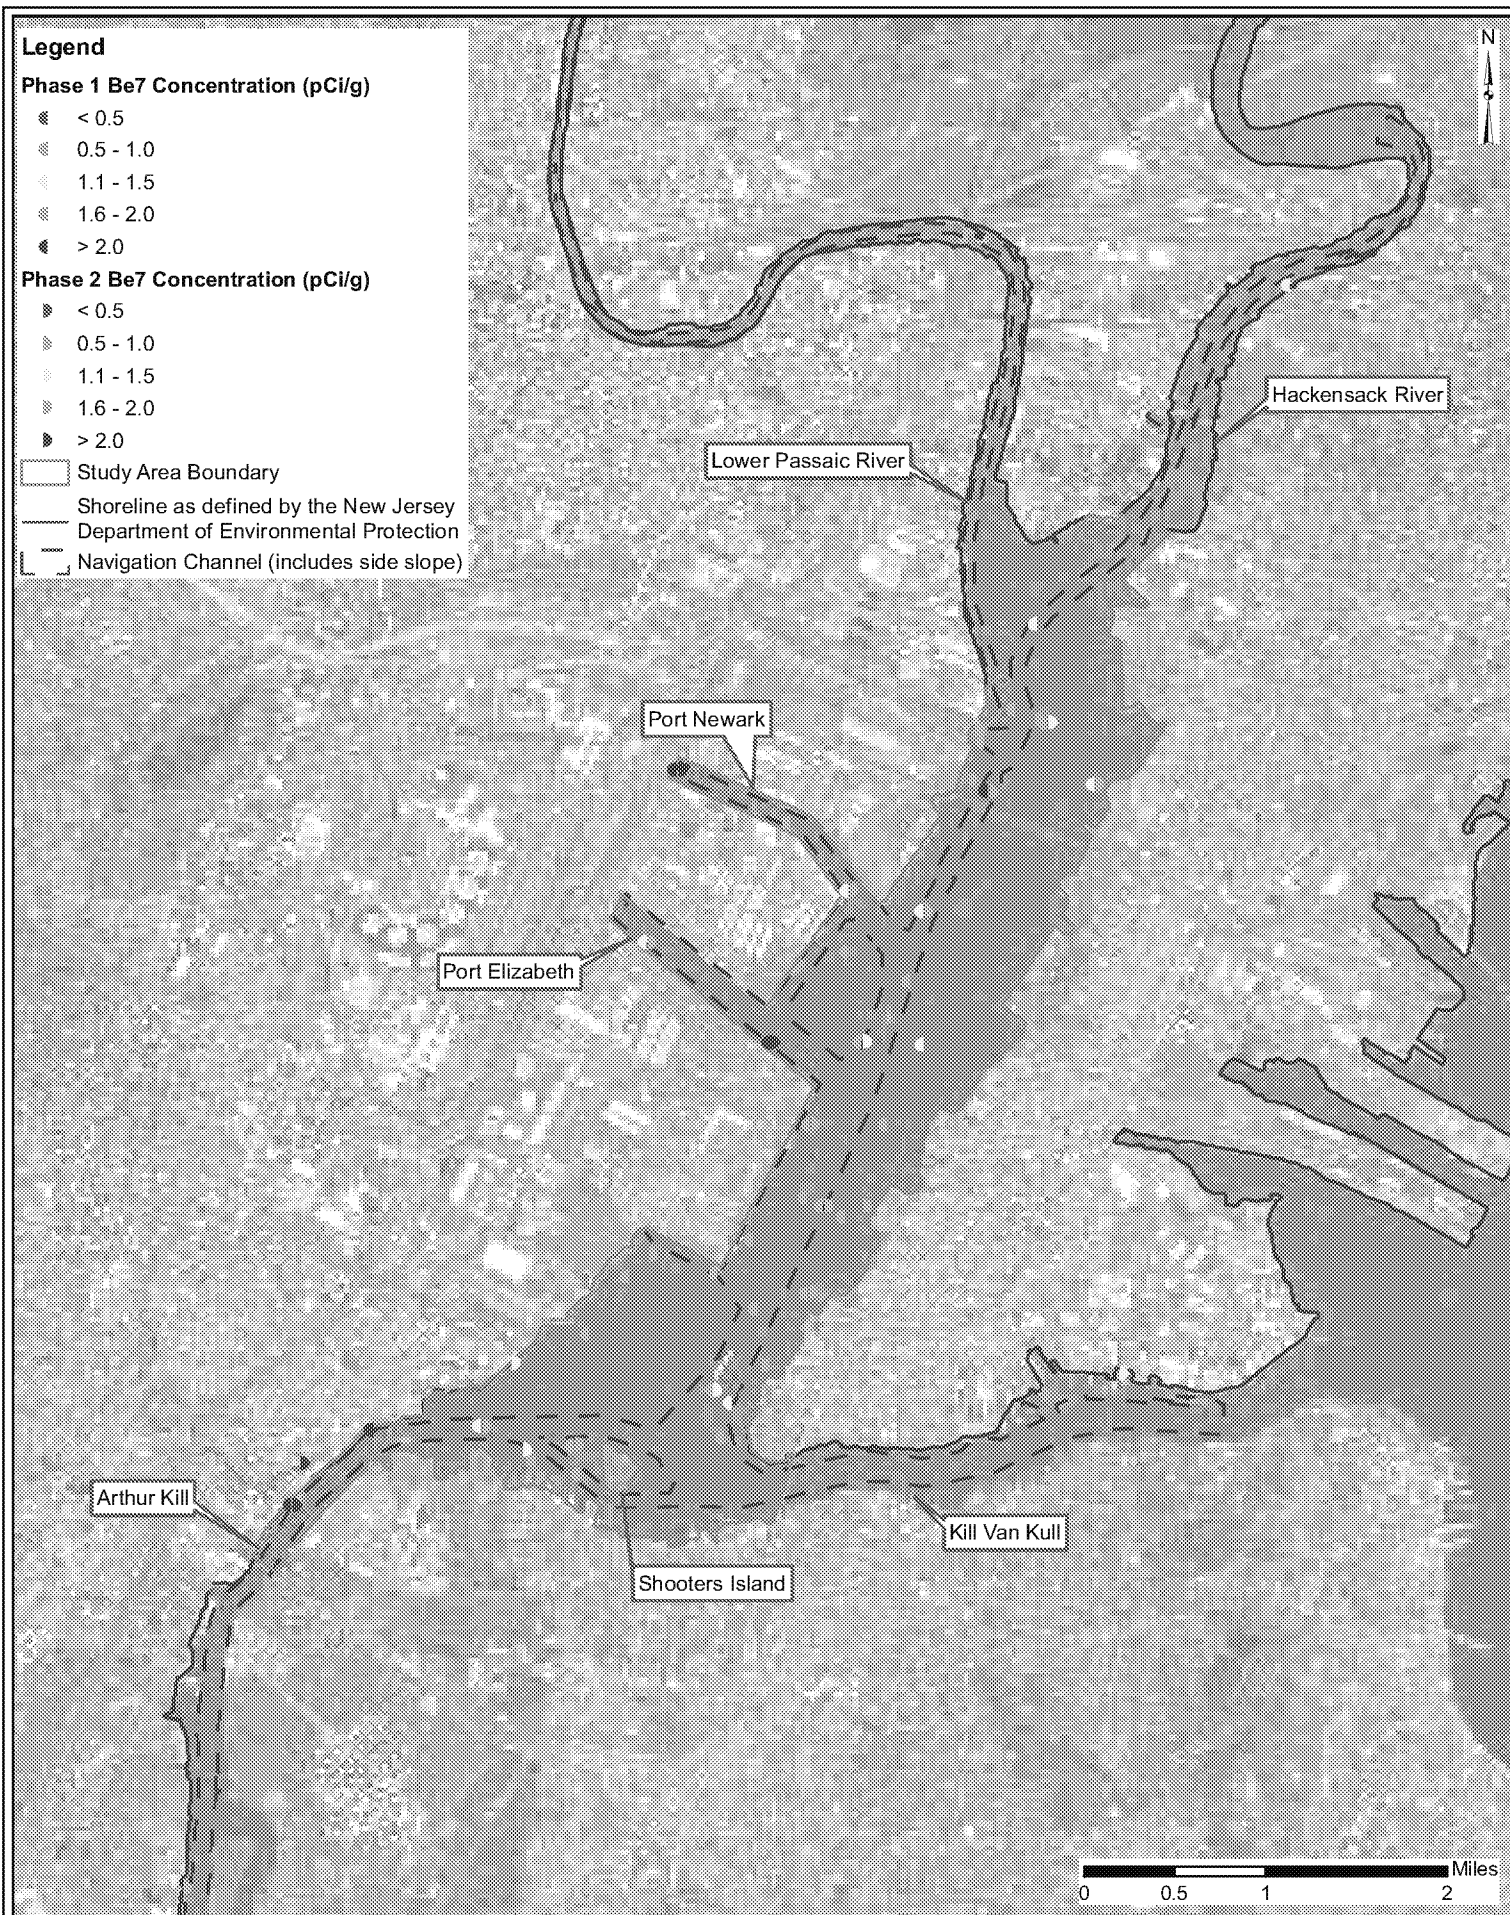 Legend
Phase 1 Be7 Concentration (pCi/g)
< 0.5
0.5 - 1.0
1.1 - 1.5
1.6 - 2.0
> 2.0
Phase 2 Be7 Concentration (pCi/g)
< 0.5
0.5 - 1.0
1.1 - 1.5
1.6 - 2.0
> 2.0
Study Area Boundary
Shoreline as defined by the New Jersey
Department of Environmental Protection
Navigation Channel (includes side slope)
N
Hackensack River
Lower Passaic River
Port Newark
Port Elizabeth
Arthur Kill
Kill Van Kull
Shooters Island
Miles
0 0.5 1 2